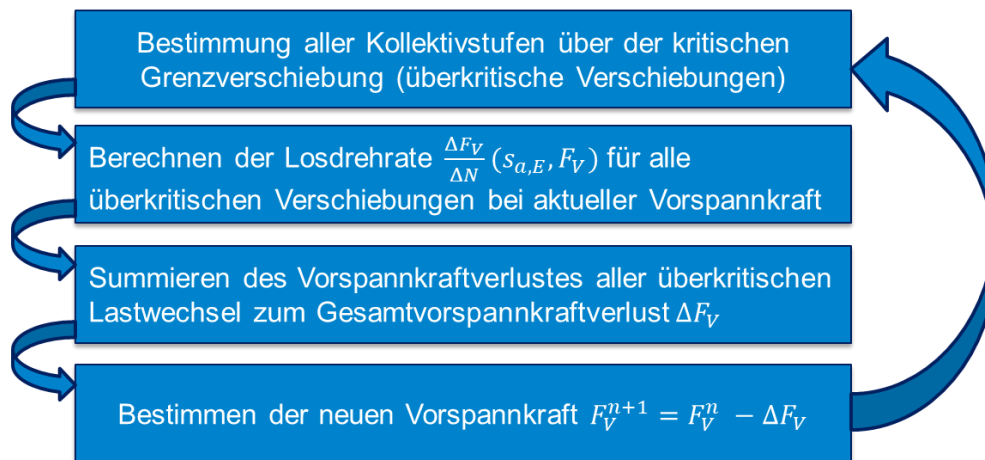 Bestimmung aller Kollektivstufen über der kritischen
Grenzverschiebung (überkritische Verschiebungen)
Berechnen der Losdrehrate \frac{ΔF_V}{ΔN} (s_{a,E}, F_V) für alle
überkritischen Verschiebungen bei aktueller Vorspannkraft
Summieren des Vorspannkraftverlustes aller überkritischen
Lastwechsel zum Gesamtvorspannkraftverlust ΔF_V
Bestimmen der neuen Vorspannkraft F_V^{n+1} = F_V^n − ΔF_V